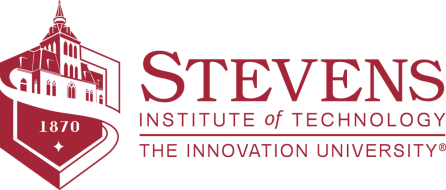 1870
STEVENS
INSTITUTE of TECHNOLOGY
THE INNOVATION UNIVERSITY®